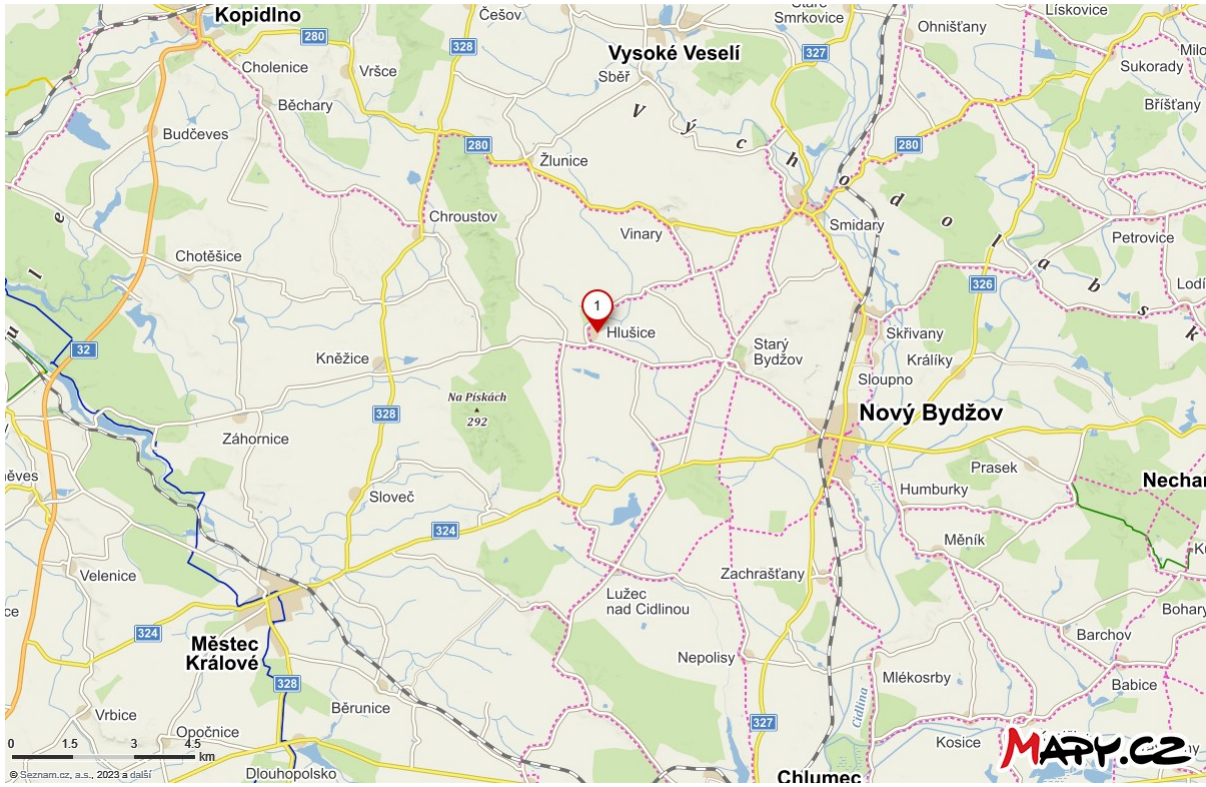 Kopidlno
Češov
Smrkovice
Ohnišťany
Lískovice
280
328
Vysoké Veselí
327
Cholenice
Vršce
Sběř
Sukorady
Běchary
Bříšťany
Budčeves
280
Žlunice
280
Východolabsk
Chroustov
Vinary
Smidary
Petrovice
Chotěšice
326
1
Hlušice
Skřivany
32
Kněžice
Starý
Bydžov
Králíky
Sloupno
Na Pískách
292
328
Nový Bydžov
Záhornice
Prasek
Sloveč
Humburky
324
Měník
Velenice
Zachrašťany
Lužec
nad Cidlinou
324
Městec
Králové
Barchov
Nepolisy
Mlékosrby
Babice
328
Vrbice
Běrunice
Cidlina
327
Opočnice
Kosice
0 1.5 3 4.5
km
Mapy.cz
© Seznam.cz, a.s., 2023 a další
Dlouhopolsko
Chlumec